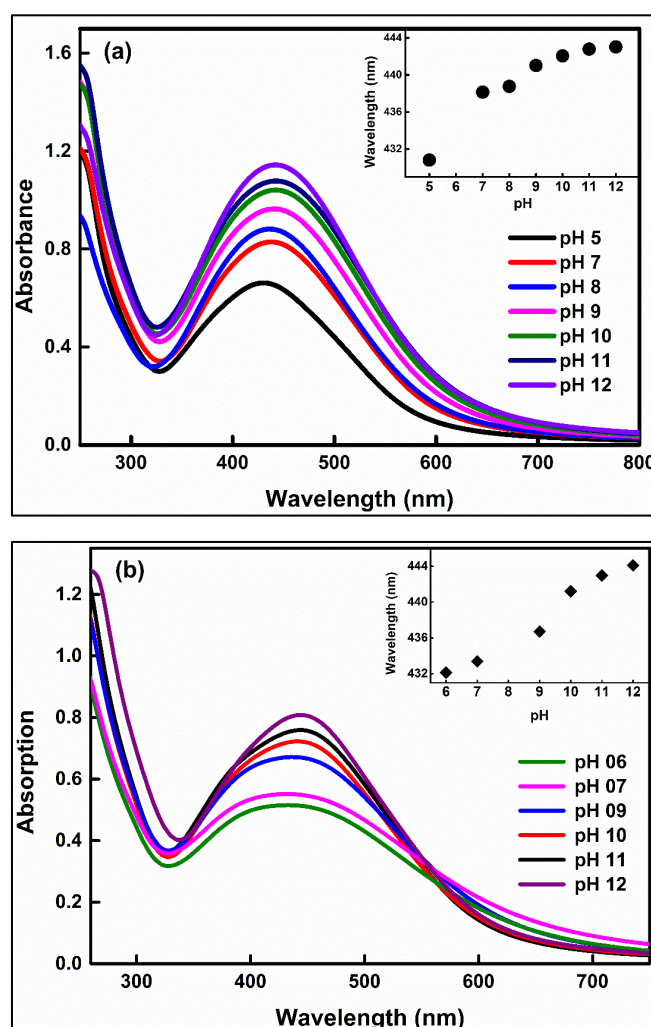 (a)
Absorbance
1.6
1.2
0.8
0.4
0.0
300 400 500 600 700 800
Wavelength (nm)
Wavelength (nm)
444
440
436
432
5 6 7 8 9 10 11 12
pH
pH 5
pH 7
pH 8
pH 9
pH 10
pH 11
pH 12
(b)
Absorption
1.2
1.0
0.8
0.6
0.4
0.2
0.0
300 400 500 600 700
Wavelength (nm)
Wavelength (nm)
444
440
436
432
6 7 8 9 10 11 12
pH
pH 06
pH 07
pH 09
pH 10
pH 11
pH 12